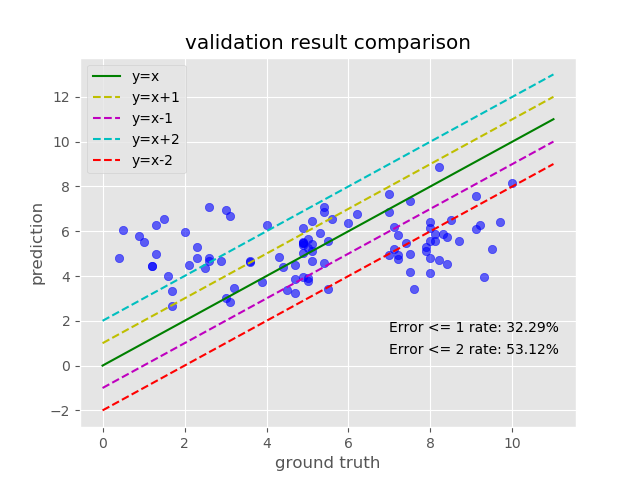 validation result comparison
y=x
y=x+1
y=x-1
y=x+2
y=x-2
12
10
8
6
4
2
0
−2
prediction
Error <= 1 rate: 32.29%
Error <= 2 rate: 53.12%
0 2 4 6 8 10
ground truth